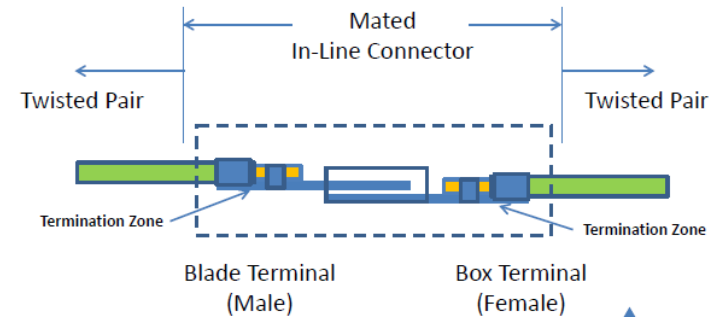 Mated
In-Line Connector
Twisted Pair
Twisted Pair
Termination Zone
Termination Zone
Blade Terminal
(Male)
Box Terminal
(Female)